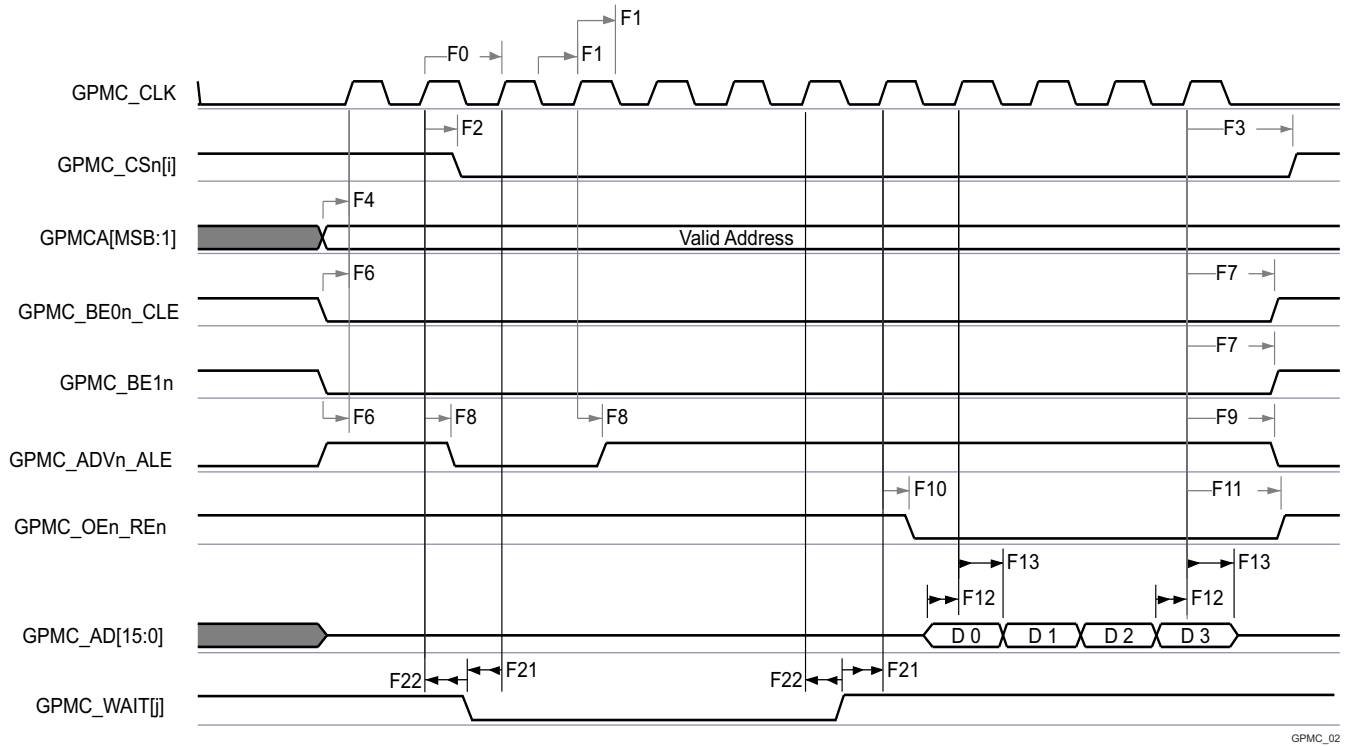 F1
F0 F1
GPMC_CLK
F2 F3
GPMC_CSn[i]
F4
GPMCA[MSB:1] Valid Address
F6 F7
GPMC_BE0n_CLE
F7
GPMC_BE1n
F6 F8 F8 F9
GPMC_ADVn_ALE
F10 F11
GPMC_OEn_REn
F13 F13
F12 F12
GPMC_AD[15:0] D 0 D 1 D 2 D 3
F22 F21 F22 F21
GPMC_WAIT[j]
GPMC_02